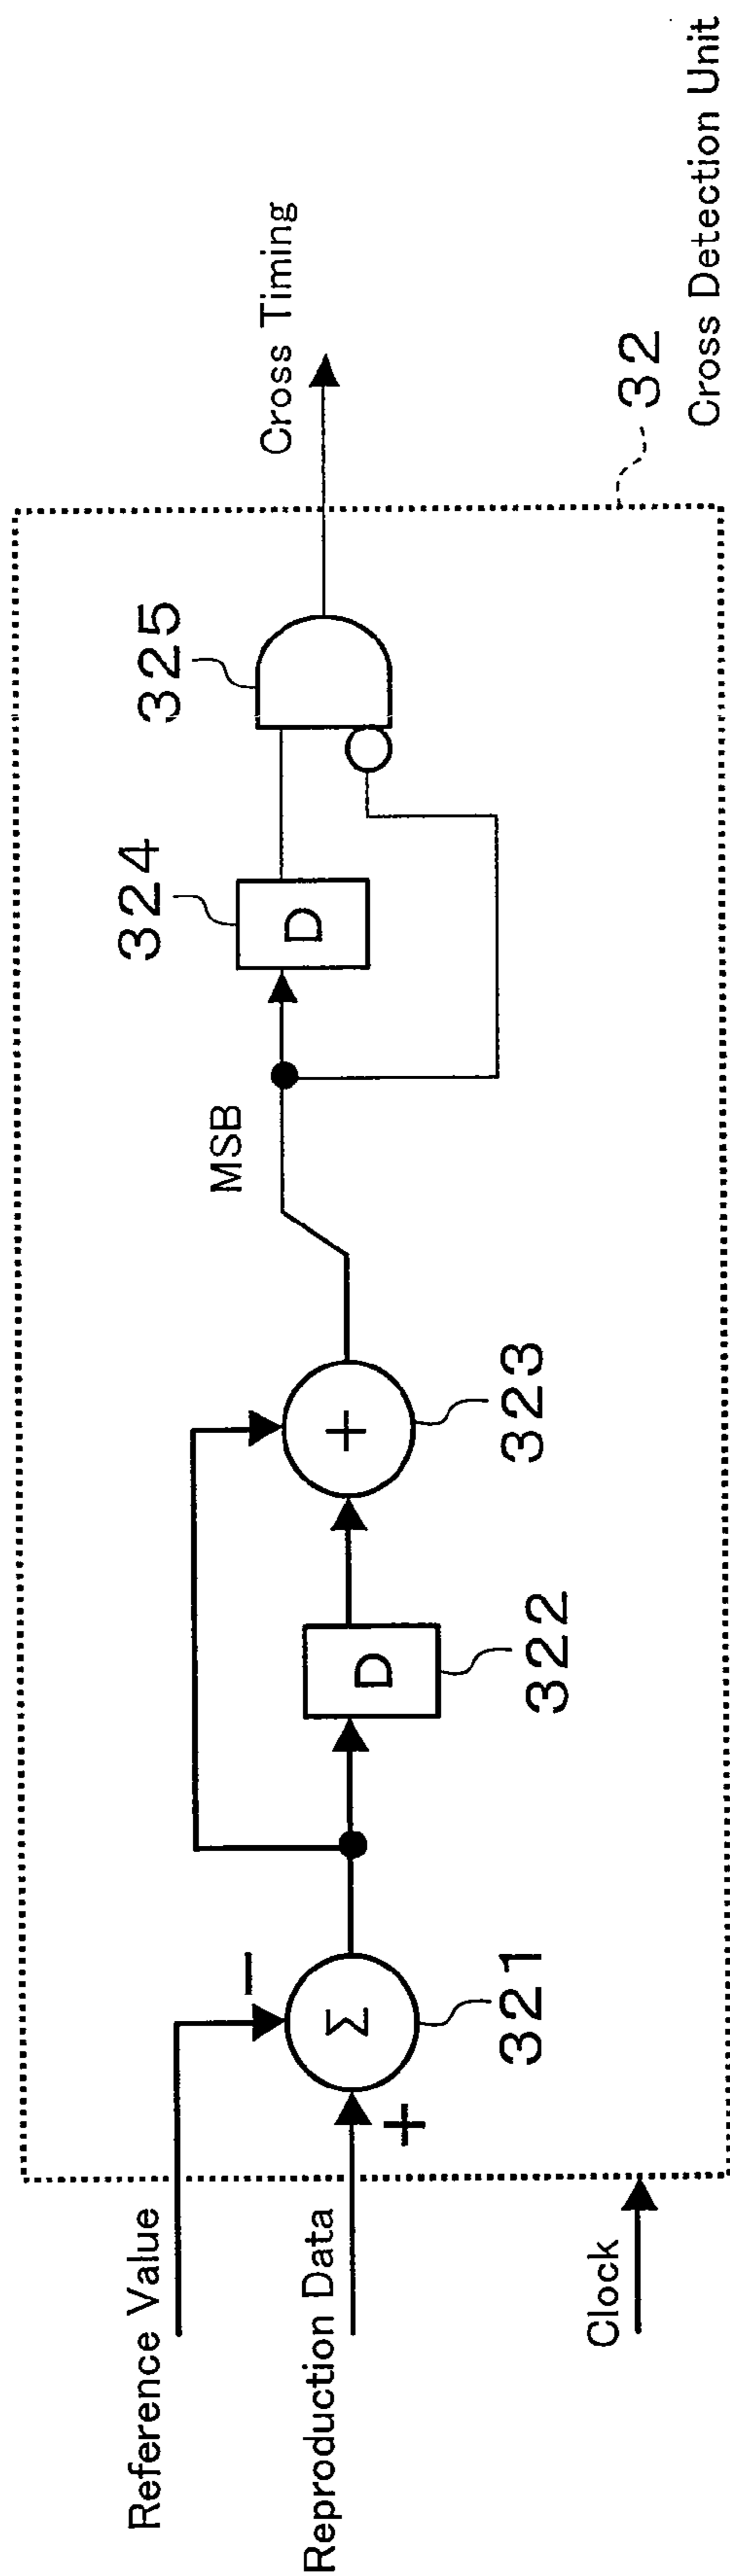 Reference Value
Reproduction Data
Clock
−
+
Σ
321
D
322
+
323
MSB
D
324
325
Cross Timing
32
Cross Detection Unit